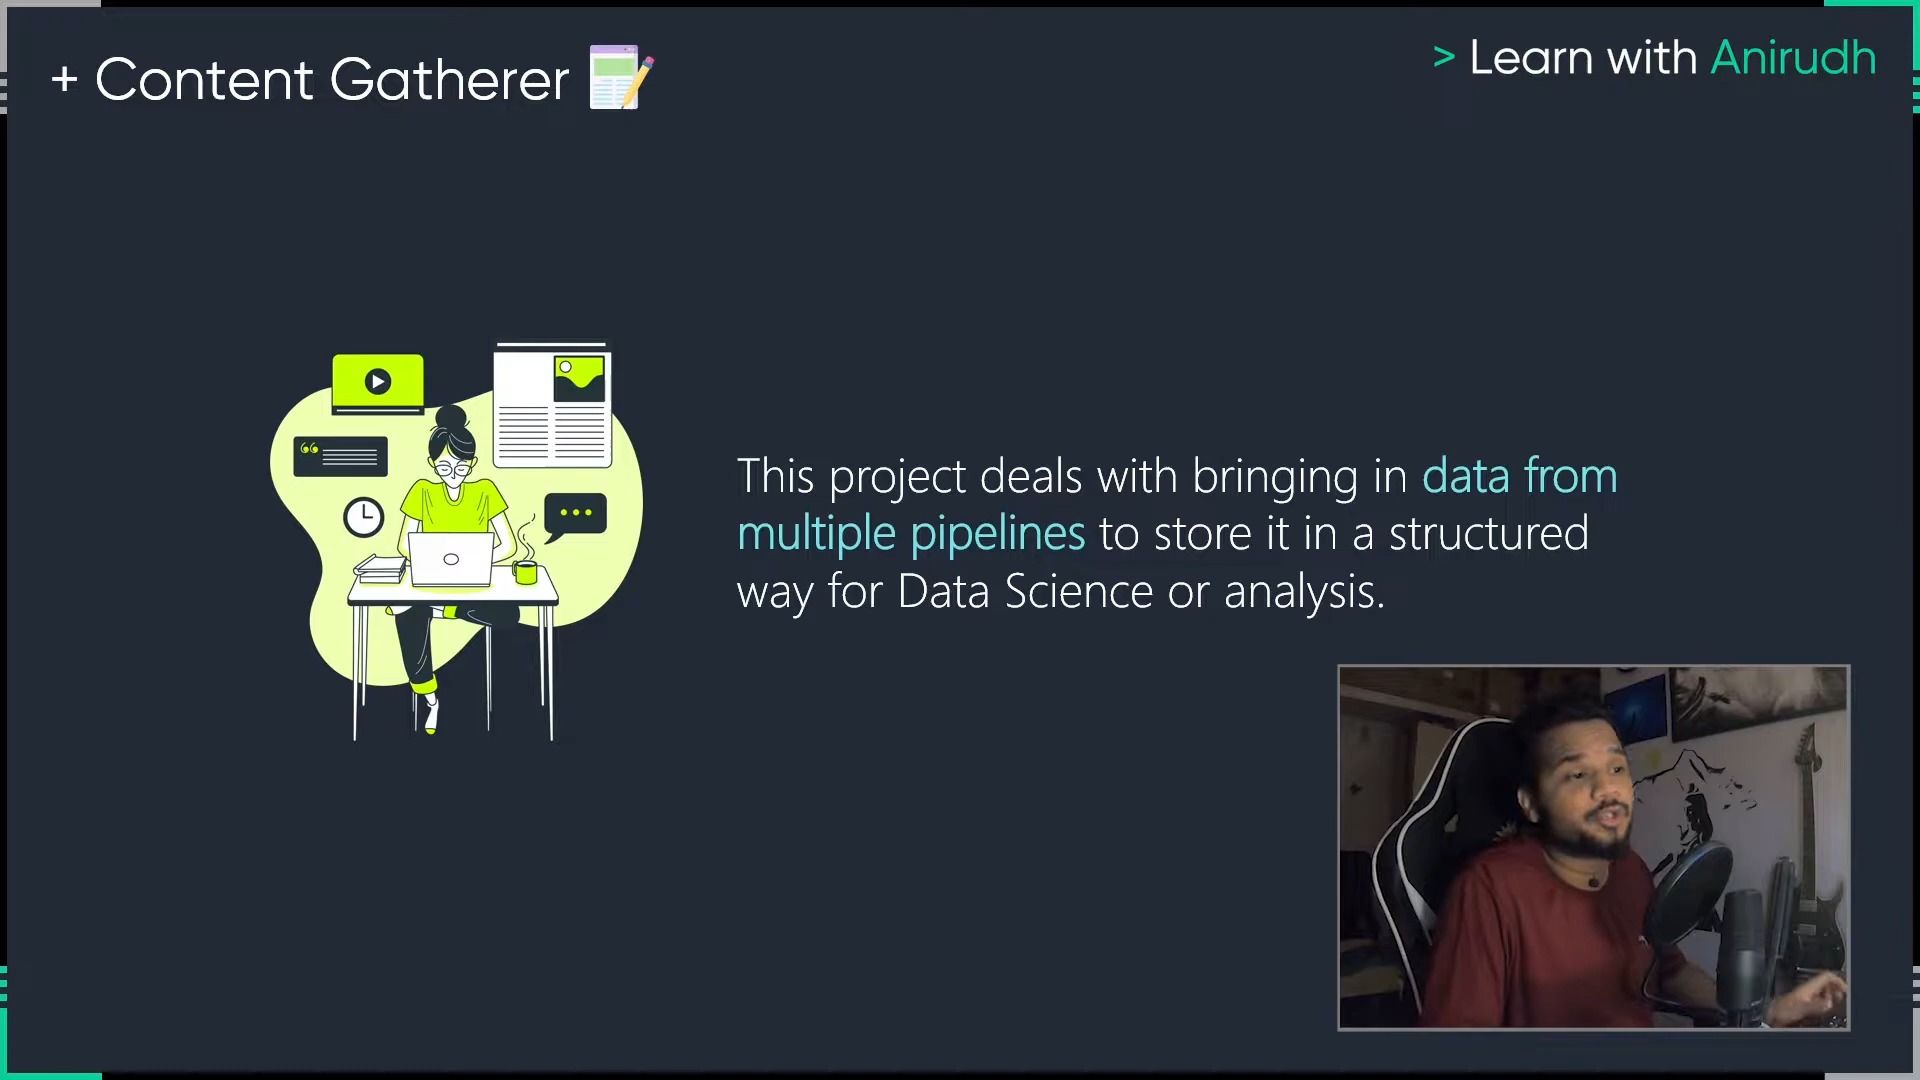 + Content Gatherer
> Learn with Anirudh
This project deals with bringing in data from
multiple pipelines to store it in a structured
way for Data Science or analysis.